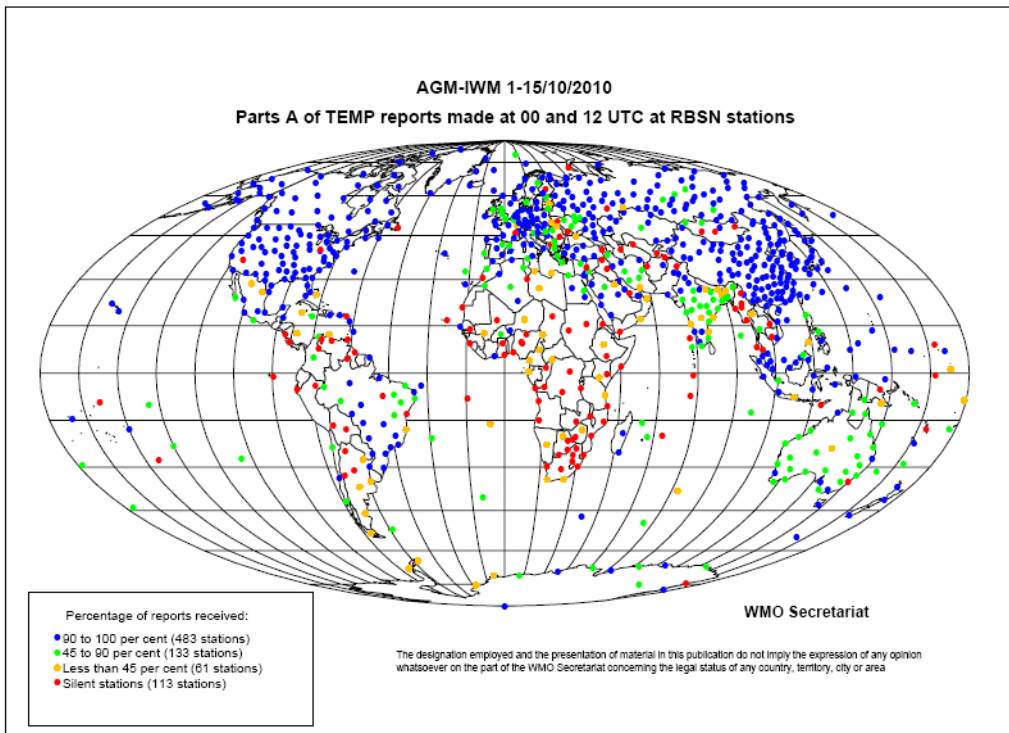 AGM-IWM 1-15/10/2010
Parts A of TEMP reports made at 00 and 12 UTC at RBSN stations
WMO Secretariat
Percentage of reports received:
90 to 100 per cent (483 stations)
45 to 90 per cent (133 stations)
Less than 45 per cent (61 stations)
Silent stations (113 stations)
The designation employed and the presentation of material in this publication do not imply the expression of any opinion
whatsoever on the part of the WMO Secretariat concerning the legal status of any country, territory, city or area